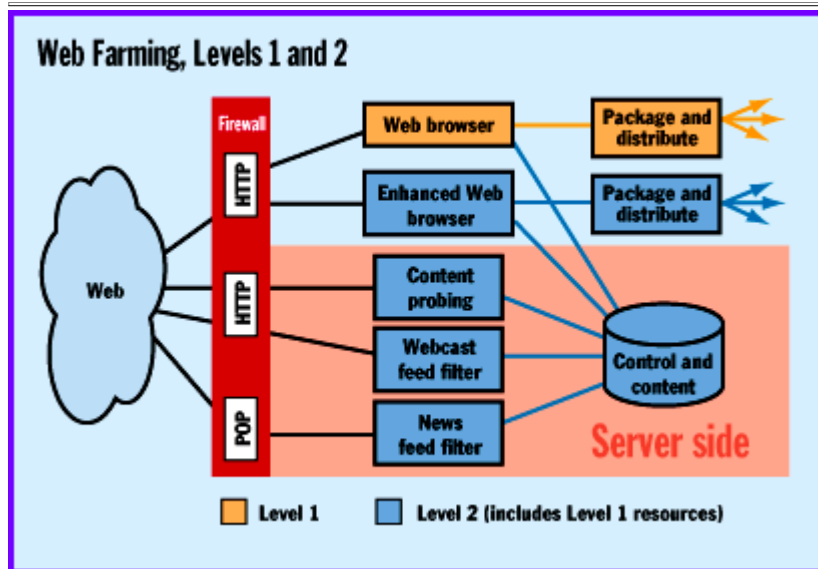 Web Farming, Levels 1 and 2
Firewall
HTTP
HTTP
POP
Web
Web browser
Package and
distribute
Enhanced Web
browser
Package and
distribute
Content
probing
Webcast
feed filter
News
feed filter
Control and
content
Server side
Level 1
Level 2 (includes Level 1 resources)